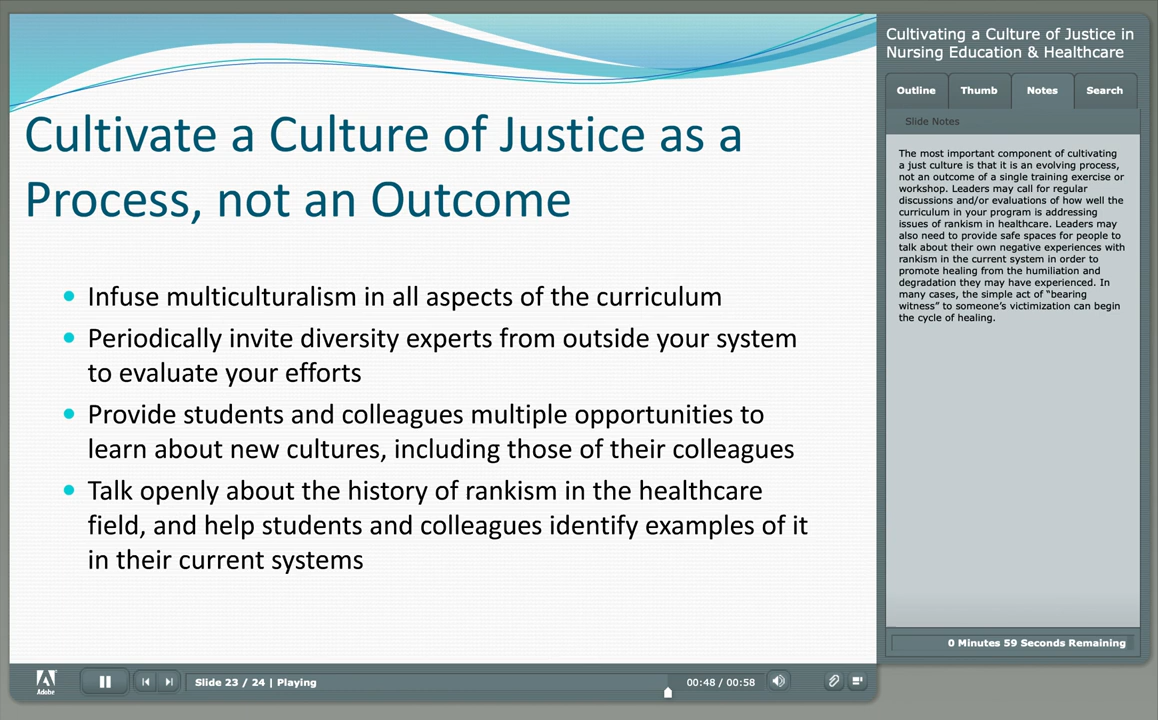 Cultivate a Culture of Justice as a
Process, not an Outcome
Infuse multiculturalism in all aspects of the curriculum
Periodically invite diversity experts from outside your system
to evaluate your efforts
Provide students and colleagues multiple opportunities to
learn about new cultures, including those of their colleagues
Talk openly about the history of rankism in the healthcare
field, and help students and colleagues identify examples of it
in their current systems
Adobe
Slide 23 / 24 | Playing
00:48 / 00:58
Cultivating a Culture of Justice in
Nursing Education & Healthcare
Outline Thumb Notes Search
Slide Notes
The most important component of cultivating
a just culture is that it is an evolving process,
not an outcome of a single training exercise or
workshop. Leaders may call for regular
discussions and/or evaluations of how well the
curriculum in your program is addressing
issues of rankism in healthcare. Leaders may
also need to provide safe spaces for people to
talk about their own negative experiences with
rankism in the current system in order to
promote healing from the humiliation and
degradation they may have experienced. In
many cases, the simple act of “bearing
witness” to someone’s victimization can begin
the cycle of healing.
0 Minutes 59 Seconds Remaining